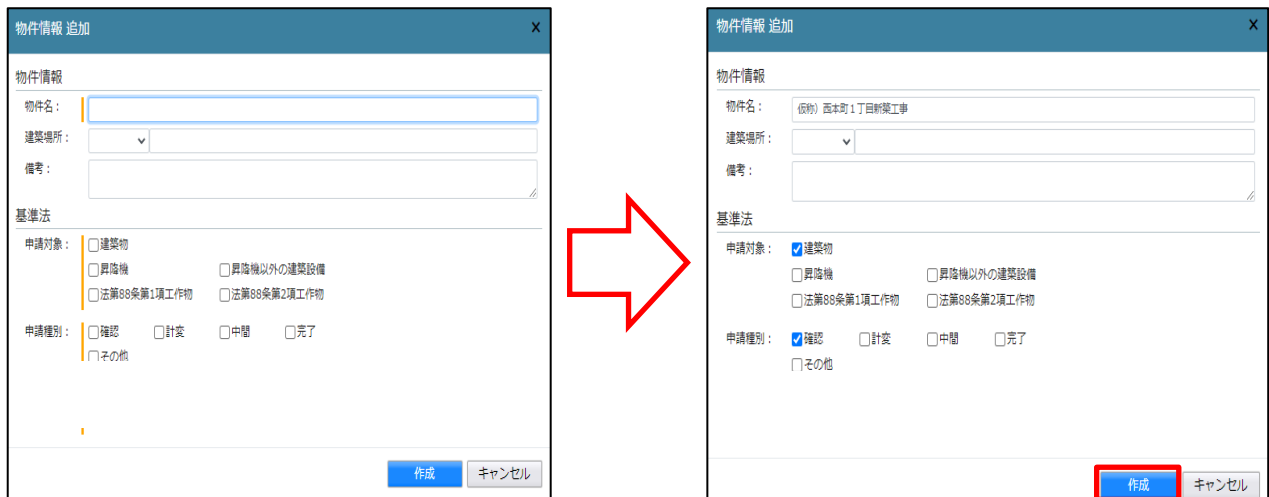 物件情報 追加 x
物件情報
物件名：
建築場所：
備考：
基準法
申請対象： 建築物
昇降機 昇降機以外の建築設備
法第88条第1項工作物 法第88条第2項工作物
申請種別： 確認 計変 中間 完了
その他
作成 キャンセル
物件情報 追加 x
物件情報
物件名： 仮称）西本町１丁目新築工事
建築場所：
備考：
基準法
申請対象： 建築物
昇降機 昇降機以外の建築設備
法第88条第1項工作物 法第88条第2項工作物
申請種別： 確認 計変 中間 完了
その他
作成 キャンセル